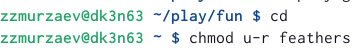 zzmurzaev@dk3n63 ~/play/fun $ cd
zzmurzaev@dk3n63 ~ $ chmod u-r feathers